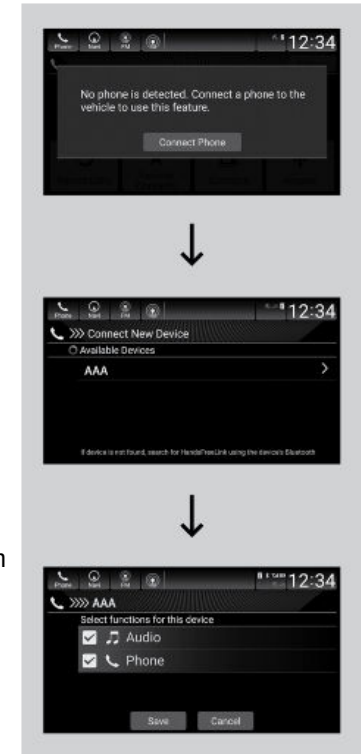 Phone Navi FM 12:34
No phone is detected. Connect a phone to the
vehicle to use this feature.
Connect Phone
Phone Navi FM 12:34
Connect New Device
Available Devices
AAA
If device is not found, search for HandsFreeLink using the device's Bluetooth
n
Phone Navi FM 12:34
AAA
Select functions for this device
Audio
Phone
Save Cancel